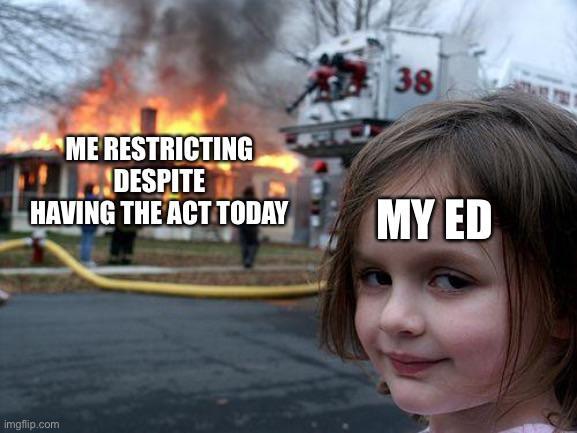 38
ME RESTRICTING
DESPITE
HAVING THE ACT TODAY
MY ED
imgflip.com